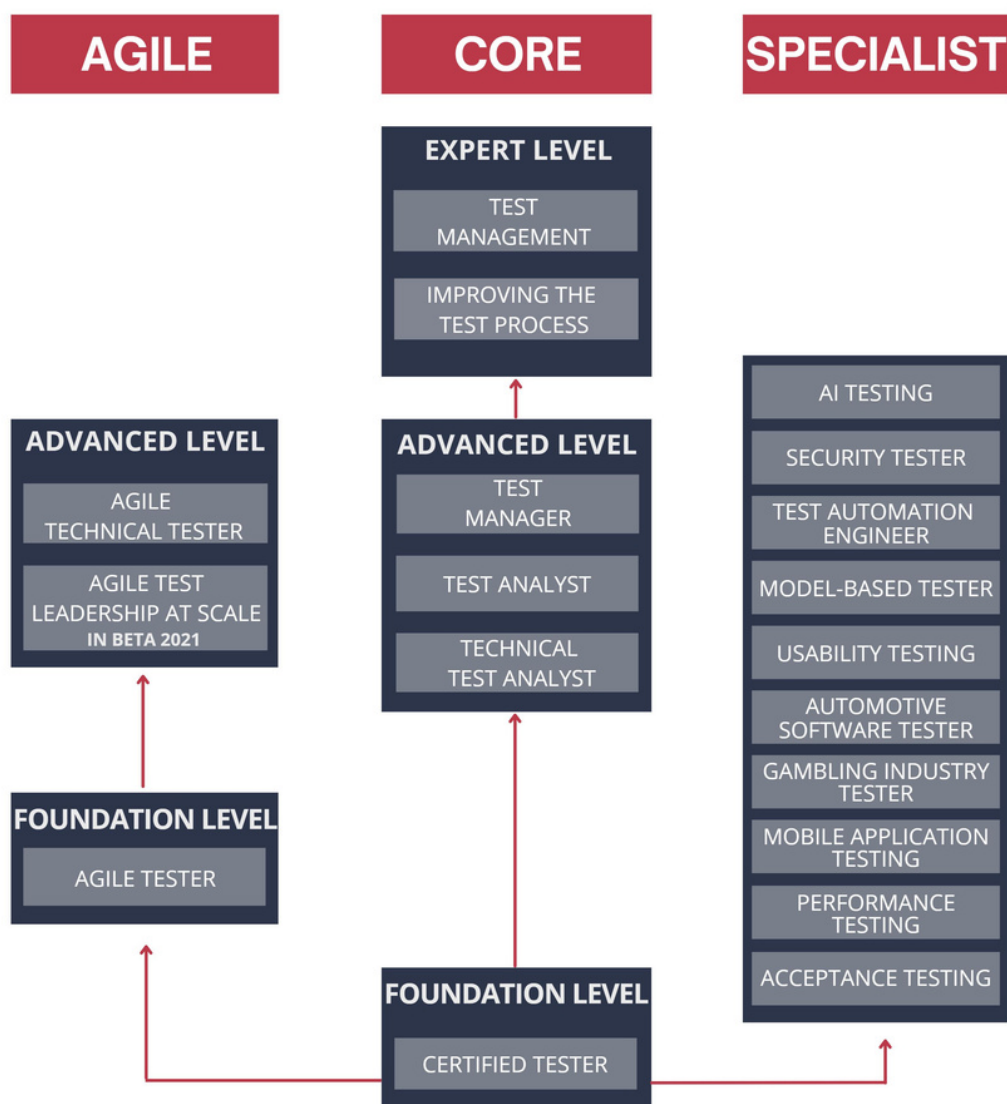 AGILE
CORE
SPECIALIST
EXPERT LEVEL
TEST
MANAGEMENT
IMPROVING THE
TEST PROCESS
ADVANCED LEVEL
AGILE
TECHNICAL TESTER
AGILE TEST
LEADERSHIP AT SCALE
IN BETA 2021
ADVANCED LEVEL
TEST
MANAGER
TEST ANALYST
TECHNICAL
TEST ANALYST
AI TESTING
SECURITY TESTER
TEST AUTOMATION
ENGINEER
MODEL-BASED TESTER
USABILITY TESTING
AUTOMOTIVE
SOFTWARE TESTER
GAMBLING INDUSTRY
TESTER
MOBILE APPLICATION
TESTING
PERFORMANCE
TESTING
ACCEPTANCE TESTING
FOUNDATION LEVEL
AGILE TESTER
FOUNDATION LEVEL
CERTIFIED TESTER